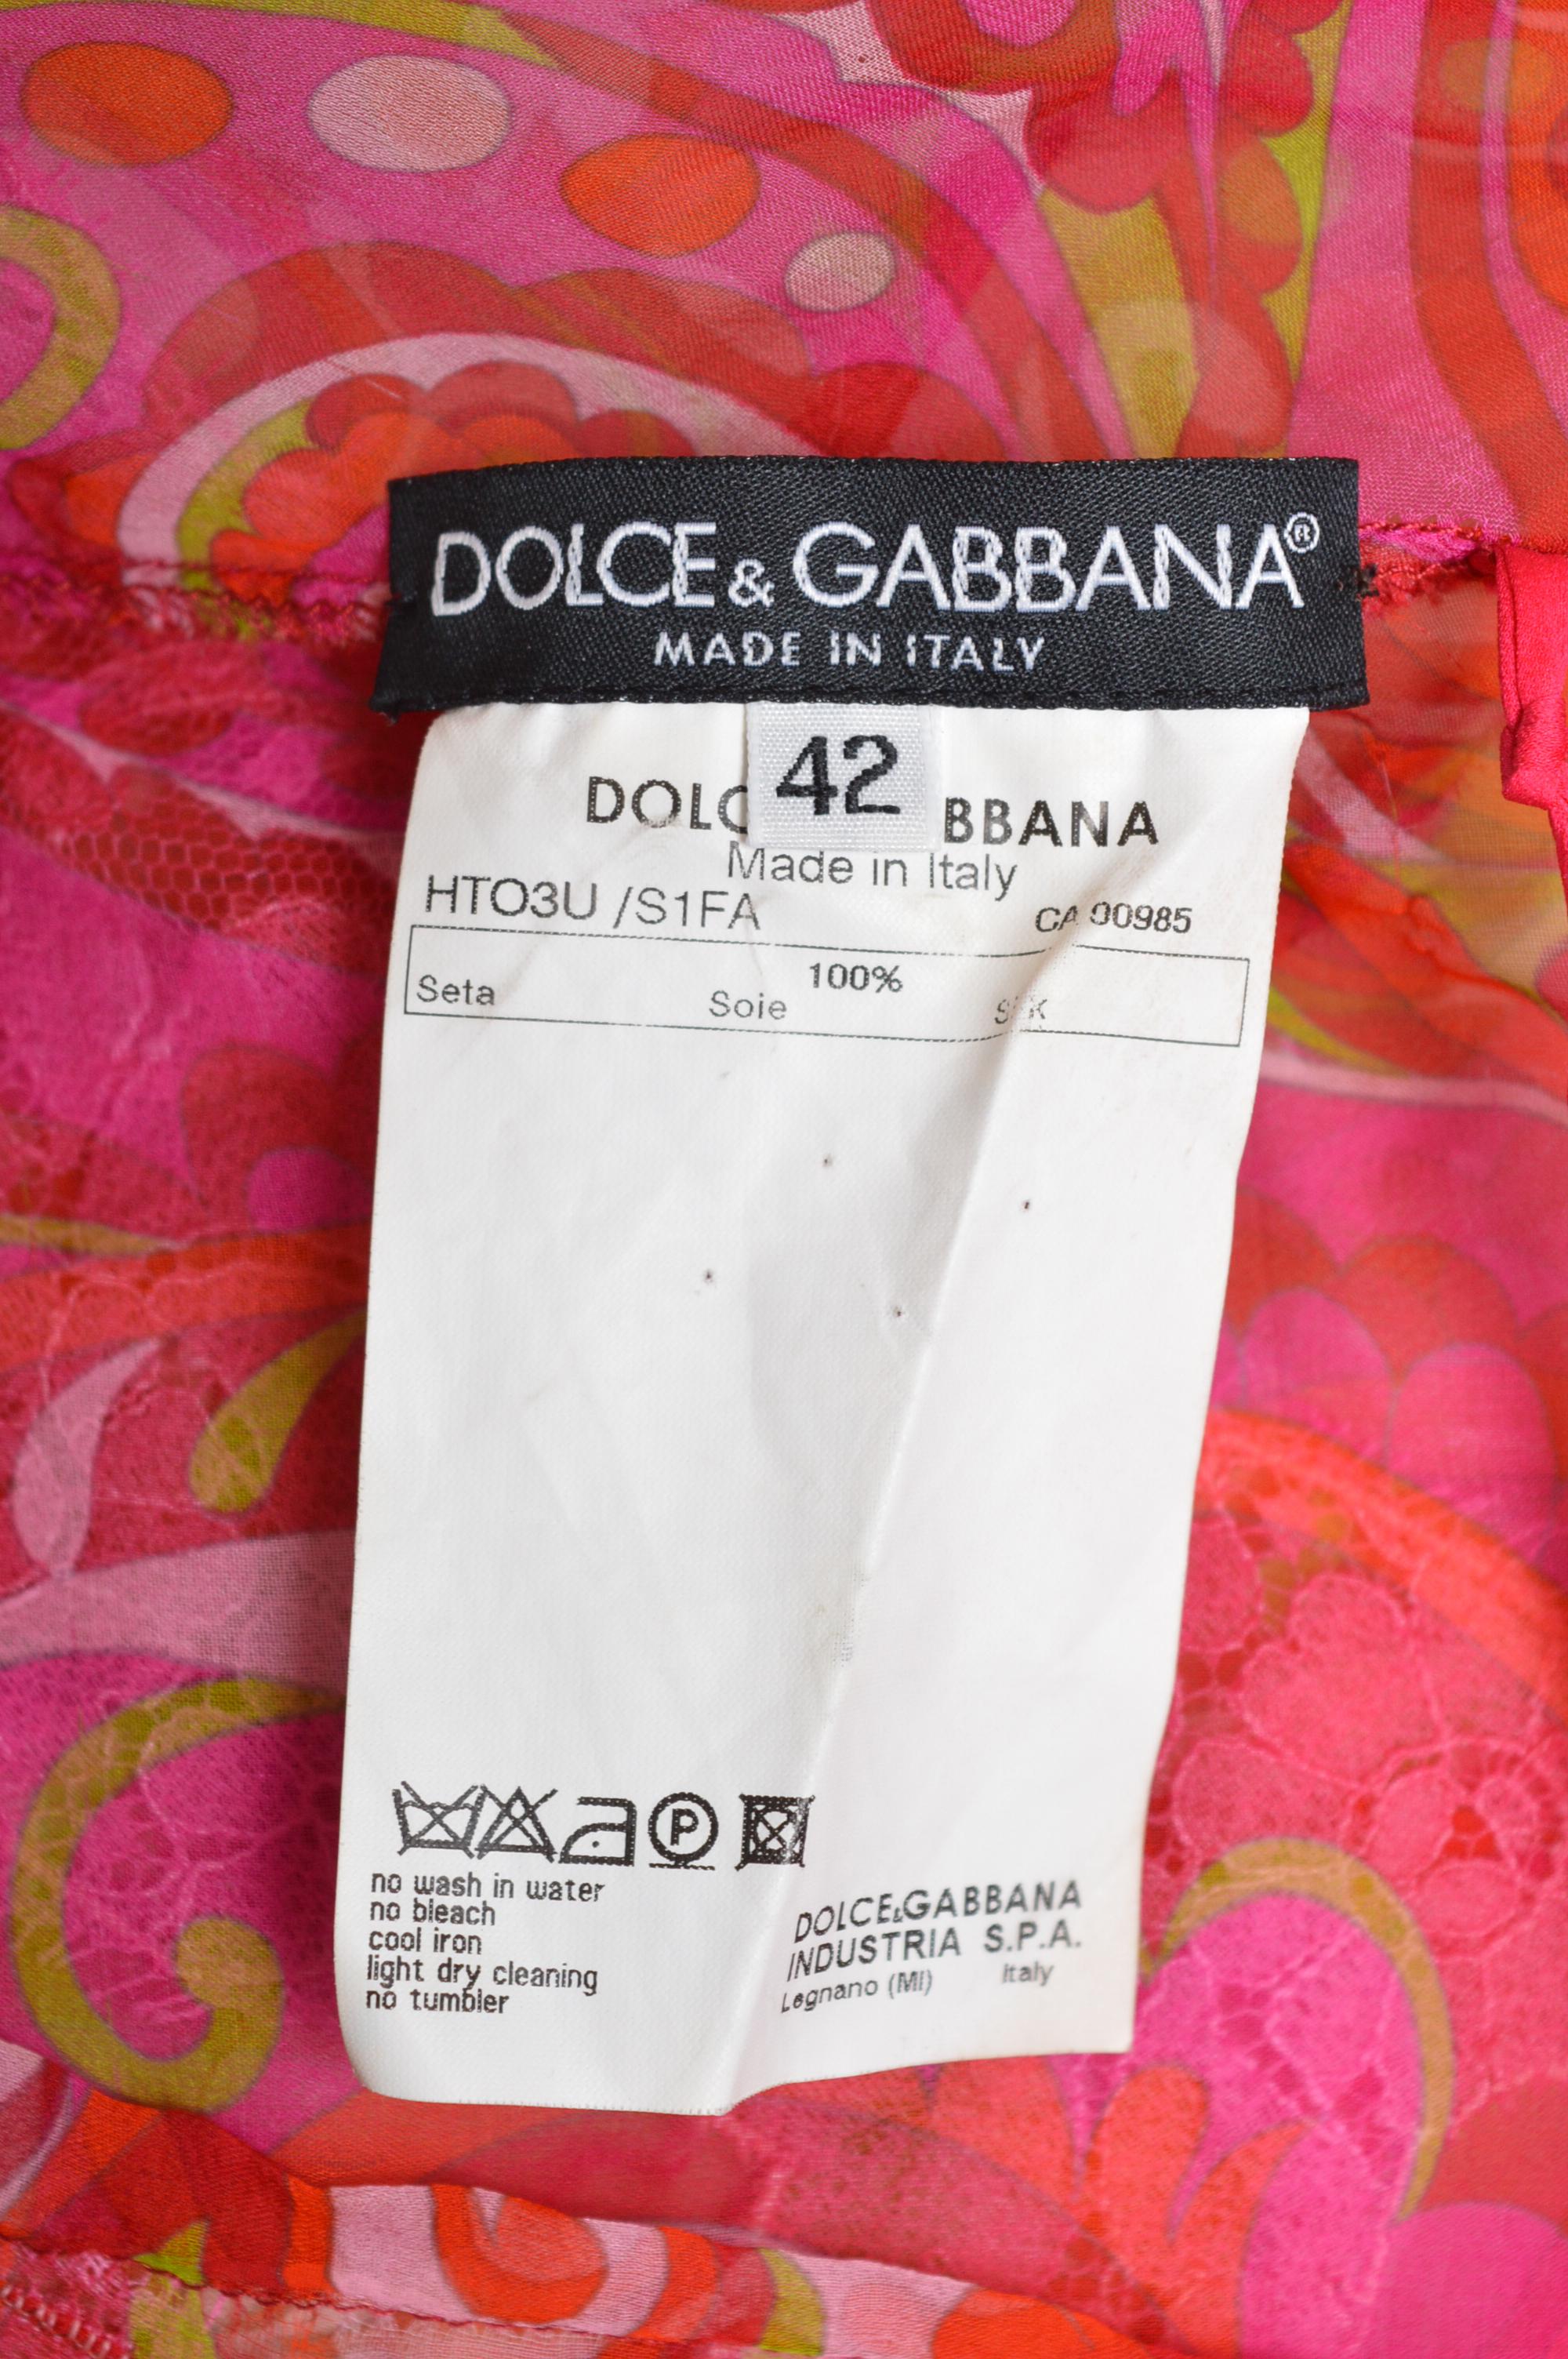 DOLCE & GABBANA®
MADE IN ITALY
42
DOLC BBANA
Made in Italy
HTO3U /S1FA CA 00985
100%
Seta Soie
P
no wash in water
no bleach
cool iron
light dry cleaning
no tumbler
DOLCE&GABBANA
INDUSTRIA S.P.A.
Legnano (MI) Italy